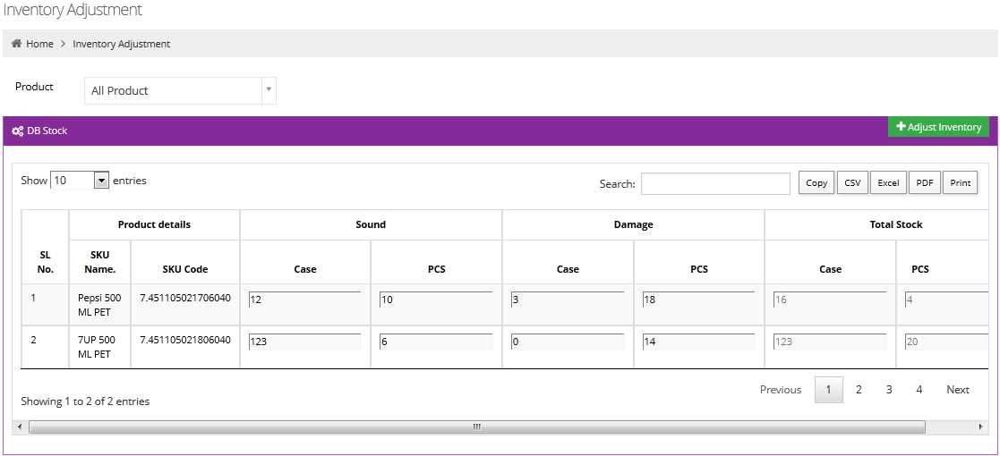 Inventory Adjustment
Home > Inventory Adjustment
Product
All Product
DB Stock
Adjust Inventory
Show 10 entries
Search:
Copy CSV Excel PDF Print
SL No. Product details Sound Damage Total Stock
SKU Name. SKU Code Case PCS Case PCS Case PCS
1 Pepsi 500 ML PET 7.451105021706040 12 10 3 18 16 4
2 7UP 500 ML PET 7.451105021806040 123 6 0 14 123 20
Previous 1 2 3 4 Next
Showing 1 to 2 of 2 entries